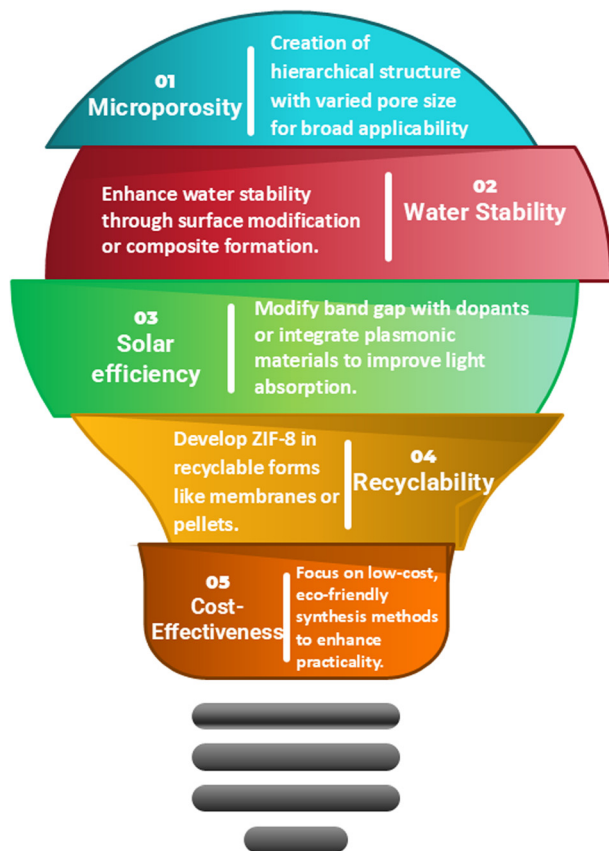 01
Microporosity
Creation of
hierarchical structure
with varied pore size
for broad applicability
Enhance water stability
through surface modification
or composite formation.
02
Water Stability
03
Solar
efficiency
Modify band gap with dopants
or integrate plasmonic
materials to improve light
absorption.
Develop ZIF-8 in
recyclable forms
like membranes or
pellets.
04
Recyclability
05
Cost-
Effectiveness
Focus on low-cost,
eco-friendly
synthesis methods
to enhance
practicality.